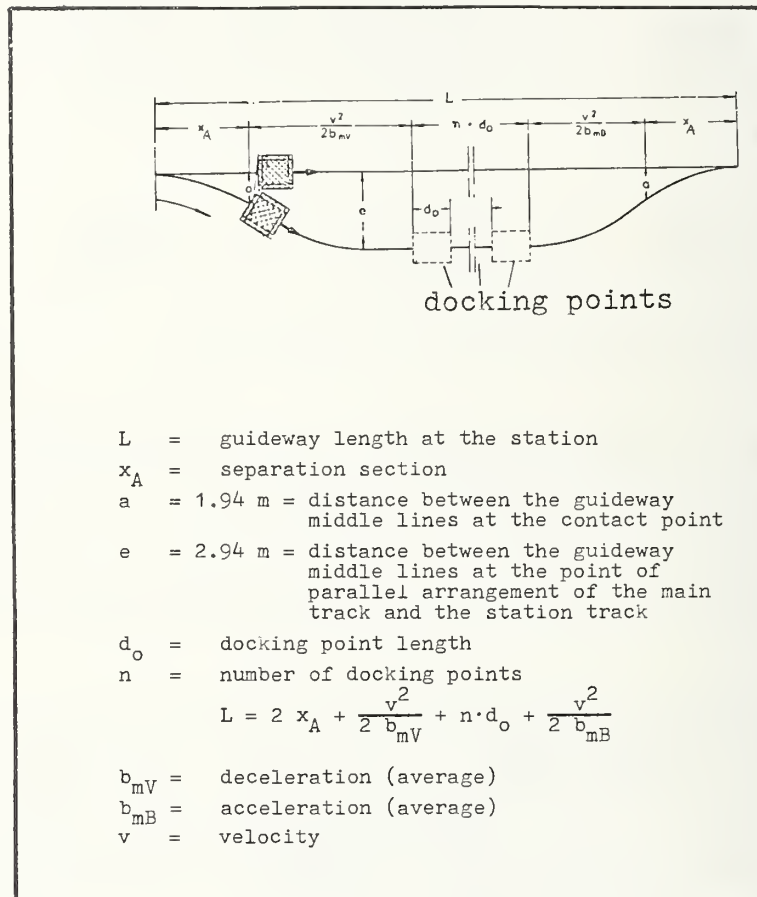 L
x_A v²/2b_mV n · d_o v²/2b_mB x_A
a e d_o a
docking points
L = guideway length at the station
x_A = separation section
a = 1.94 m = distance between the guideway
middle lines at the contact point
e = 2.94 m = distance between the guideway
middle lines at the point of
parallel arrangement of the main
track and the station track
d_o = docking point length
n = number of docking points
L = 2 x_A + v²/2 b_mV + n·d_o + v²/2 b_mB
b_mV = deceleration (average)
b_mB = acceleration (average)
v = velocity